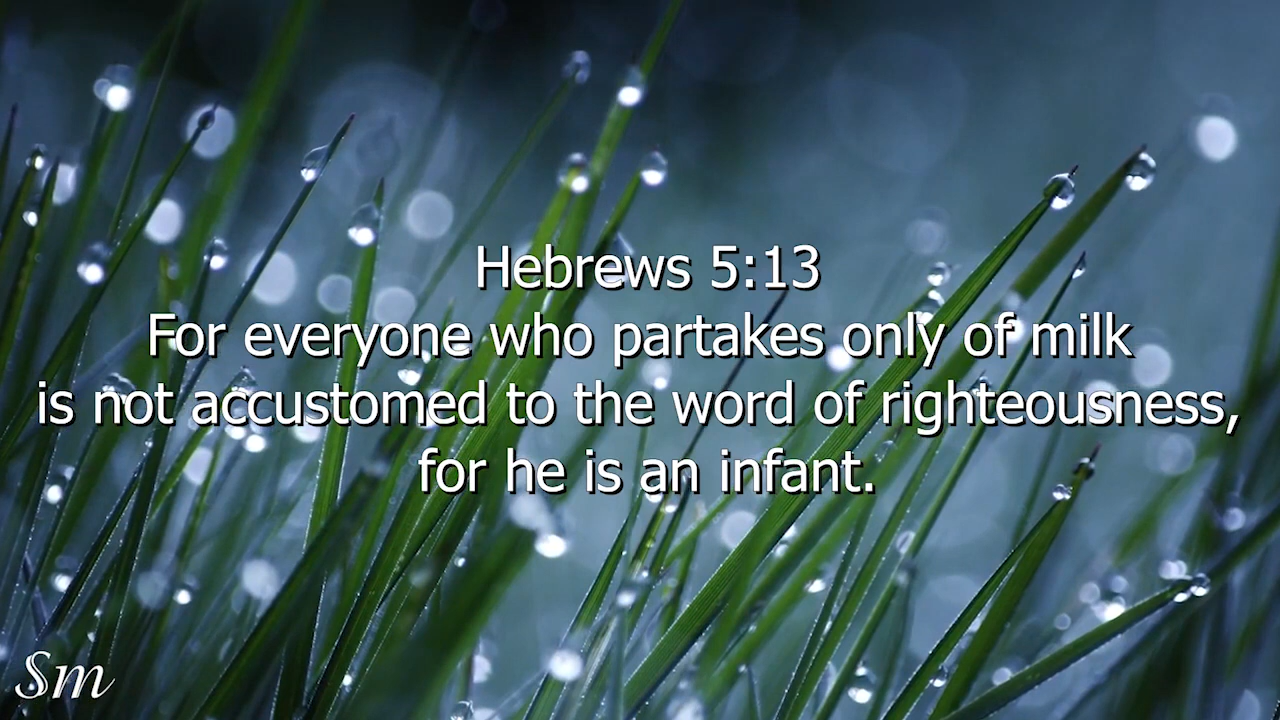 Hebrews 5:13
For everyone who partakes only of milk
is not accustomed to the word of righteousness,
for he is an infant.
Sm